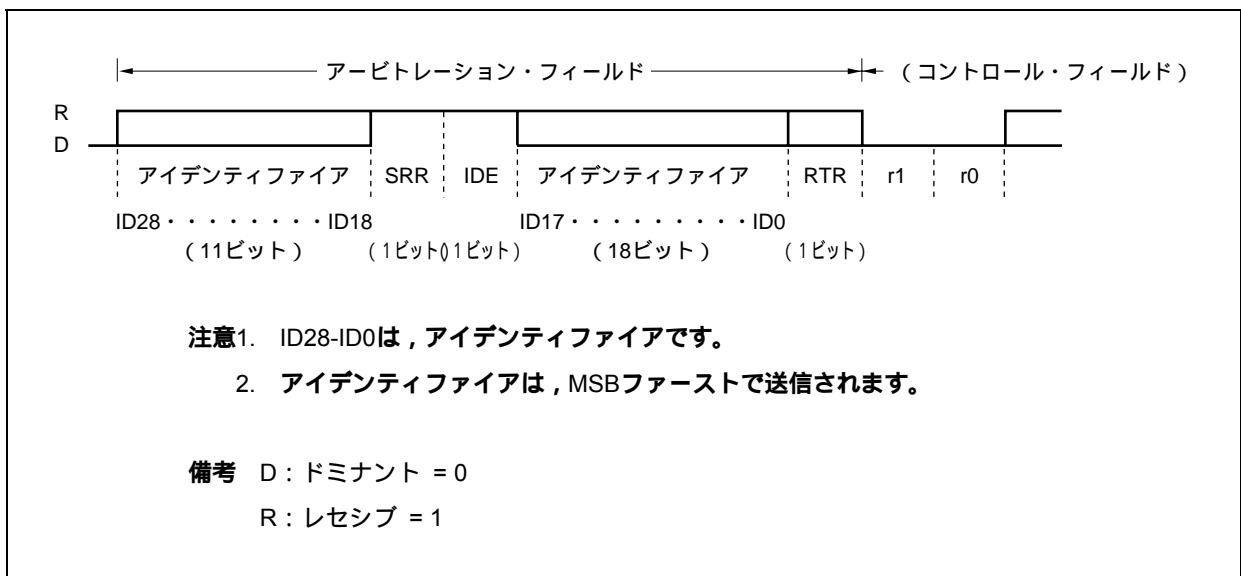 アービトレーション・フィールド （コントロール・フィールド）
R
D
アイデンティファイア SRR IDE アイデンティファイア RTR r1 r0
ID28・・・・・・・・ID18 ID17・・・・・・・・・ID0
（11ビット） （1ビット）（1ビット） （18ビット） （1ビット）
注意1. ID28-ID0は，アイデンティファイアです。
2. アイデンティファイアは，MSBファーストで送信されます。
備考 D：ドミナント = 0
R：レセシブ = 1